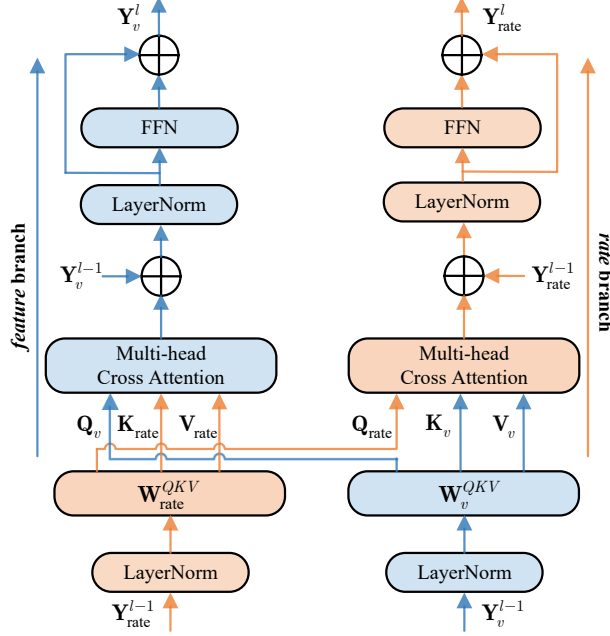 Y_v^l
Y_rate^l
FFN
FFN
LayerNorm
LayerNorm
Y_v^{l-1}
Y_rate^{l-1}
feature branch
rate branch
Multi-head
Cross Attention
Multi-head
Cross Attention
Q_v K_rate V_rate
Q_rate K_v V_v
W_rate^{QKV}
W_v^{QKV}
LayerNorm
LayerNorm
Y_rate^{l-1}
Y_v^{l-1}